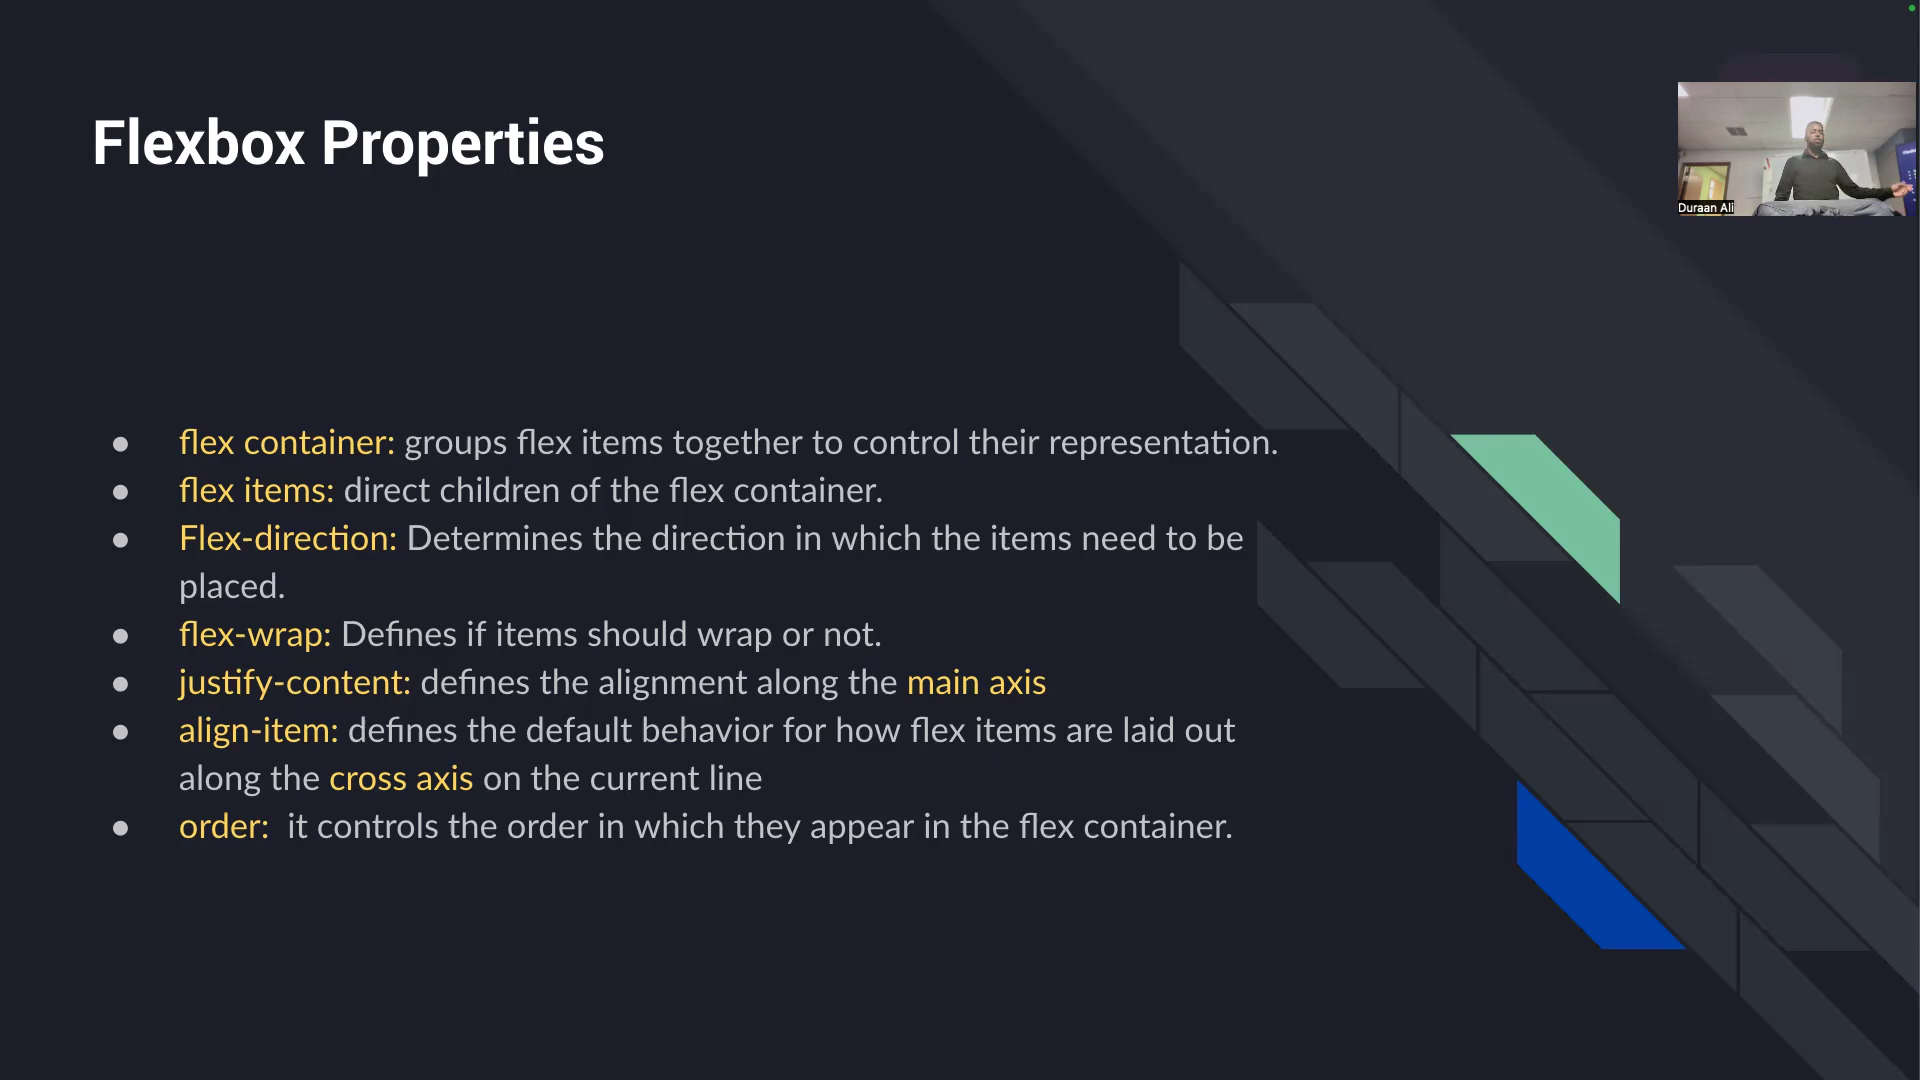 Flexbox Properties
Duraan Ali
● flex container: groups flex items together to control their representation.
● flex items: direct children of the flex container.
● Flex-direction: Determines the direction in which the items need to be
placed.
● flex-wrap: Defines if items should wrap or not.
● justify-content: defines the alignment along the main axis
● align-item: defines the default behavior for how flex items are laid out
along the cross axis on the current line
● order:  it controls the order in which they appear in the flex container.